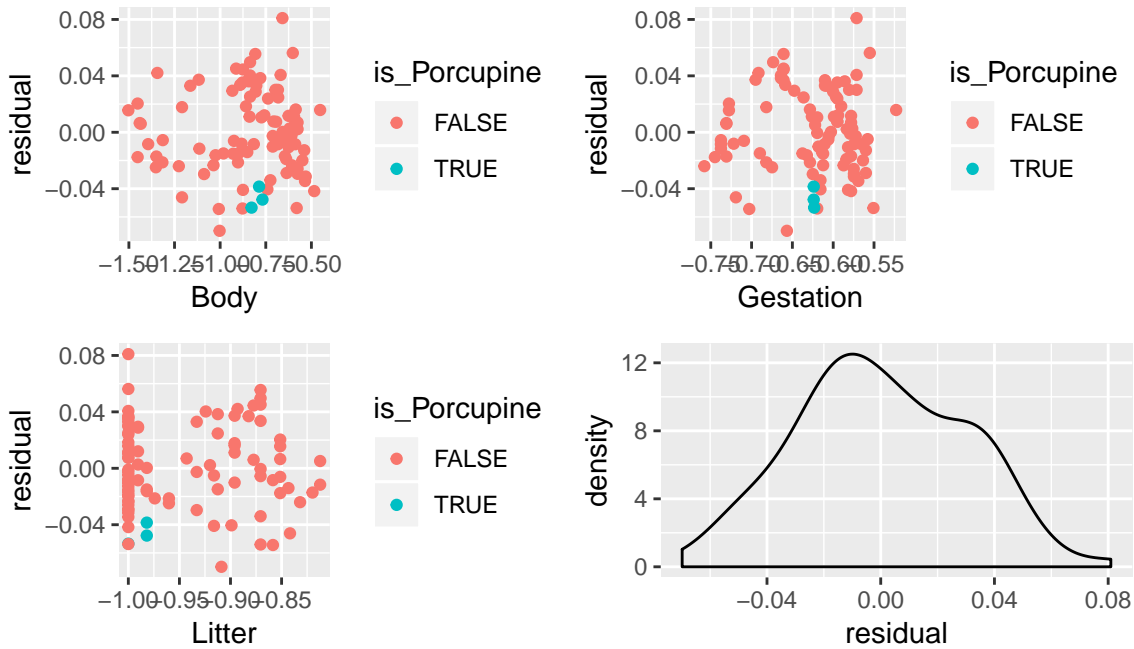 0.08
0.04
0.00
−0.04
residual
−1.50
−1.25
−1.00
−0.75
−0.50
Body
is_Porcupine
FALSE
TRUE
0.08
0.04
0.00
−0.04
residual
−0.75
−0.70
−0.65
−0.60
−0.55
Gestation
is_Porcupine
FALSE
TRUE
0.08
0.04
0.00
−0.04
residual
−1.00
−0.95
−0.90
−0.85
Litter
is_Porcupine
FALSE
TRUE
12
8
4
0
density
−0.04
0.00
0.04
0.08
residual